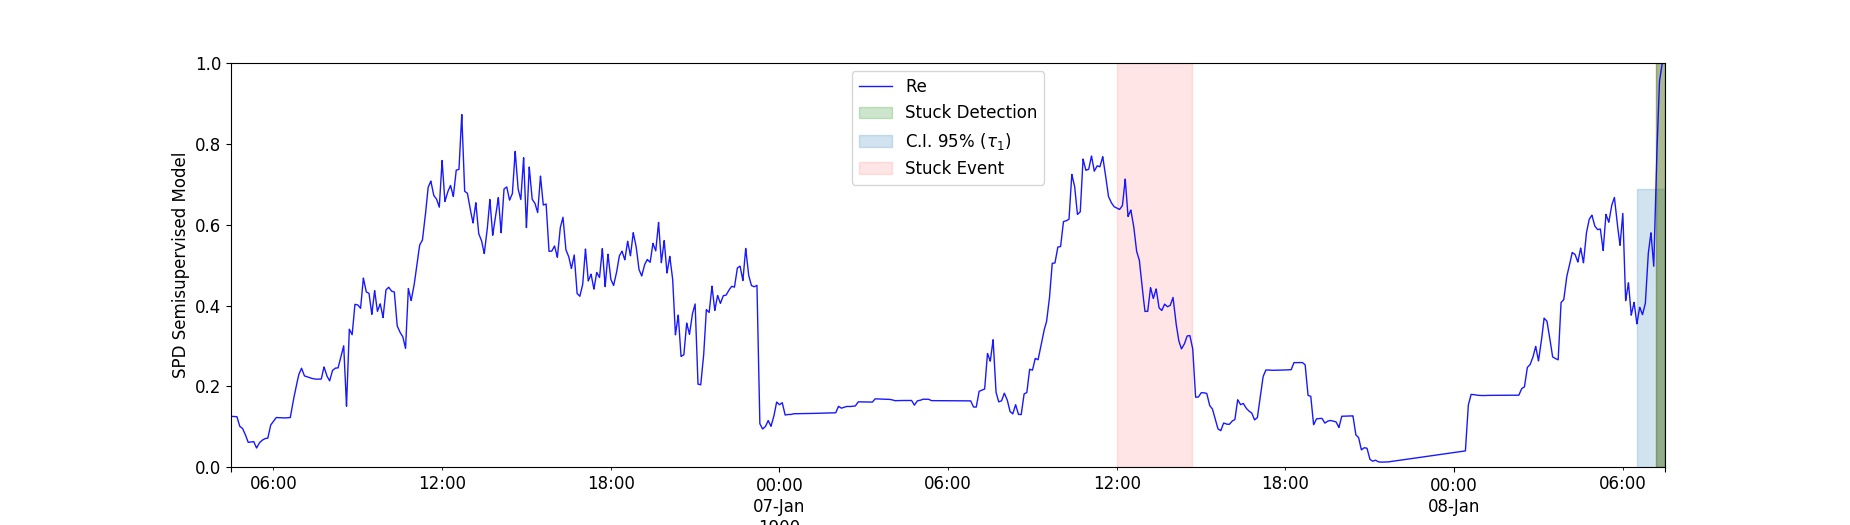 SPD Semisupervised Model
1.0
0.8
0.6
0.4
0.2
0.0
Re
Stuck Detection
C.I. 95% (τ₁)
Stuck Event
06:00 12:00 18:00 00:00 06:00 12:00 18:00 00:00 06:00
07-Jan 08-Jan
1900